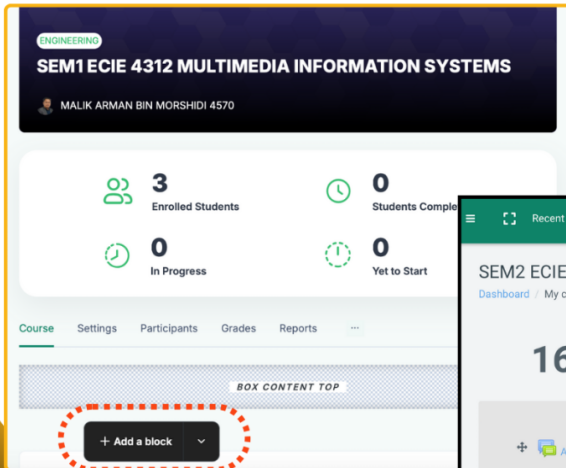 ENGINEERING
SEM1 ECIE 4312 MULTIMEDIA INFORMATION SYSTEMS
MALIK ARMAN BIN MORSHIDI 4570
3
Enrolled Students
0
Students Comple
0
In Progress
0
Yet to Start
Course Settings Participants Grades Reports ...
BOX CONTENT TOP
+ Add a block
Recent
SEM2 ECIE
Dashboard / My c
16
A